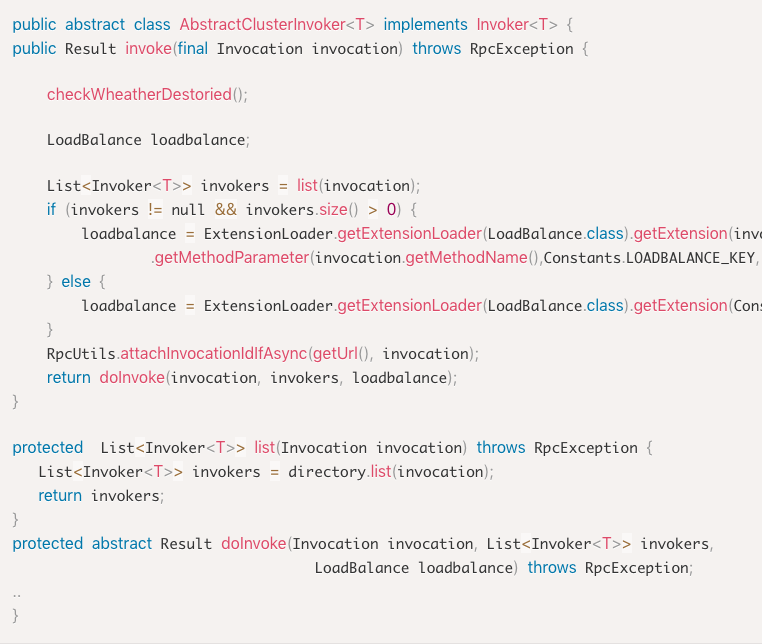 public abstract class AbstractClusterInvoker<T> implements Invoker<T> {
public Result invoke(final Invocation invocation) throws RpcException {
checkWheatherDestoried();
LoadBalance loadbalance;
List<Invoker<T>> invokers = list(invocation);
if (invokers != null && invokers.size() > 0) {
loadbalance = ExtensionLoader.getExtensionLoader(LoadBalance.class).getExtension(inv
.getMethodParameter(invocation.getMethodName(),Constants.LOADBALANCE_KEY,
} else {
loadbalance = ExtensionLoader.getExtensionLoader(LoadBalance.class).getExtension(Cons
}
RpcUtils.attachInvocationIdIfAsync(getUrl(), invocation);
return doInvoke(invocation, invokers, loadbalance);
}
protected  List<Invoker<T>> list(Invocation invocation) throws RpcException {
List<Invoker<T>> invokers = directory.list(invocation);
return invokers;
}
protected abstract Result doInvoke(Invocation invocation, List<Invoker<T>> invokers,
LoadBalance loadbalance) throws RpcException;
..
}